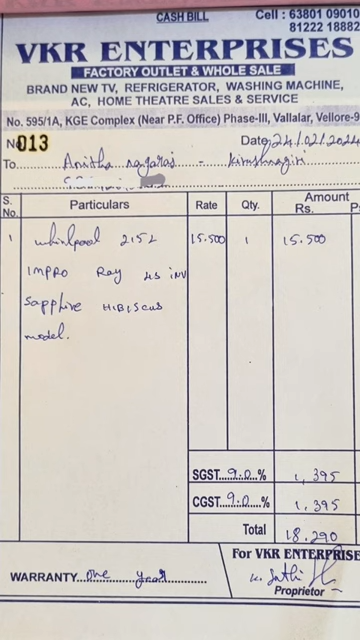 CASH BILL
Cell : 63801 09010
81222 18882
VKR ENTERPRISES
FACTORY OUTLET & WHOLE SALE
BRAND NEW TV, REFRIGERATOR, WASHING MACHINE,
AC, HOME THEATRE SALES & SERVICE
No. 595/1A, KGE Complex (Near P.F. Office) Phase-III, Vallalar, Vellore-9
No 013 Date 24/02/2024
To Anitha nagaraj - Krishnagiri
S. No. Particulars Rate Qty. Amount Rs. P
1 whirlpool 215L 15.500 1 15.500
IMPRO Roy 4s INV
Sapphire HIBISCUS
model.
SGST 9.0 % 1,395
CGST 9.0 % 1,395
Total 18.290
For VKR ENTERPRISE
WARRANTY one year
Proprietor